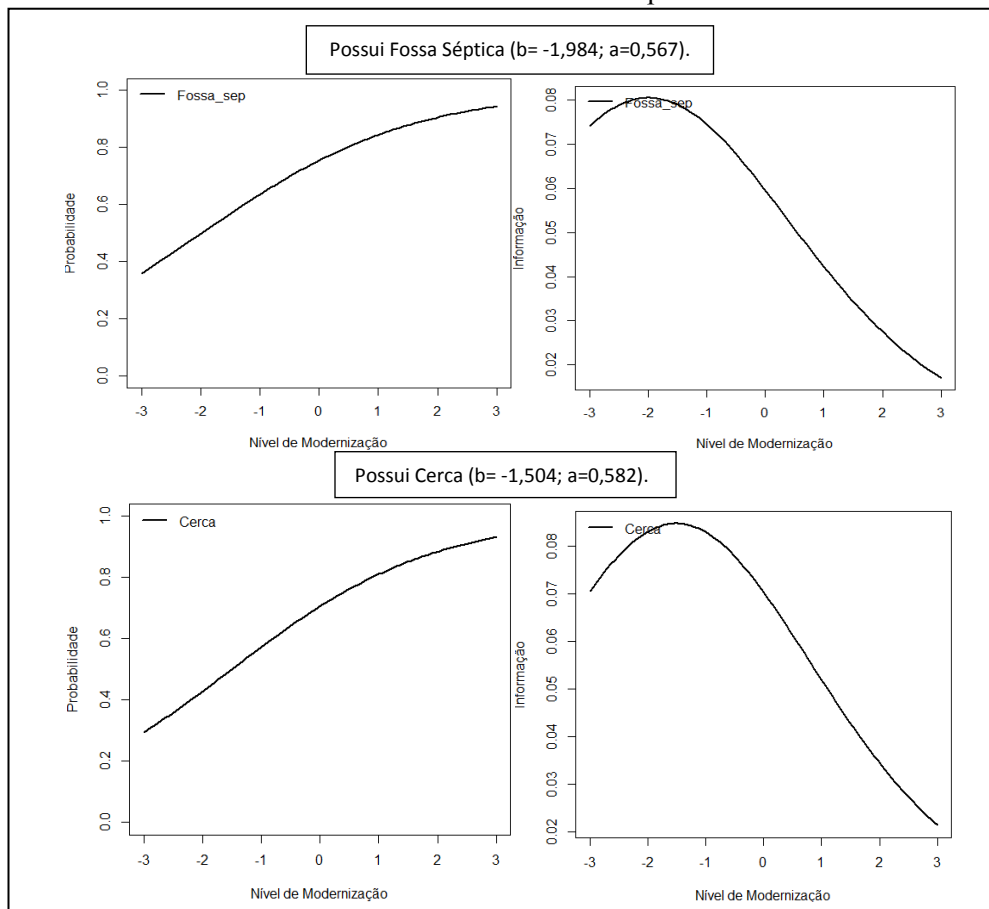 Possui Fossa Séptica (b= -1,984; a=0,567).
Fossa_sep
Probabilidade
1.0
0.8
0.6
0.4
0.2
0.0
-3 -2 -1 0 1 2 3
Nível de Modernização
Fossa_sep
Informação
0.08
0.07
0.06
0.05
0.04
0.03
0.02
-3 -2 -1 0 1 2 3
Nível de Modernização
Possui Cerca (b= -1,504; a=0,582).
Cerca
Probabilidade
1.0
0.8
0.6
0.4
0.2
0.0
-3 -2 -1 0 1 2 3
Nível de Modernização
Cerca
Informação
0.08
0.07
0.06
0.05
0.04
0.03
0.02
-3 -2 -1 0 1 2 3
Nível de Modernização